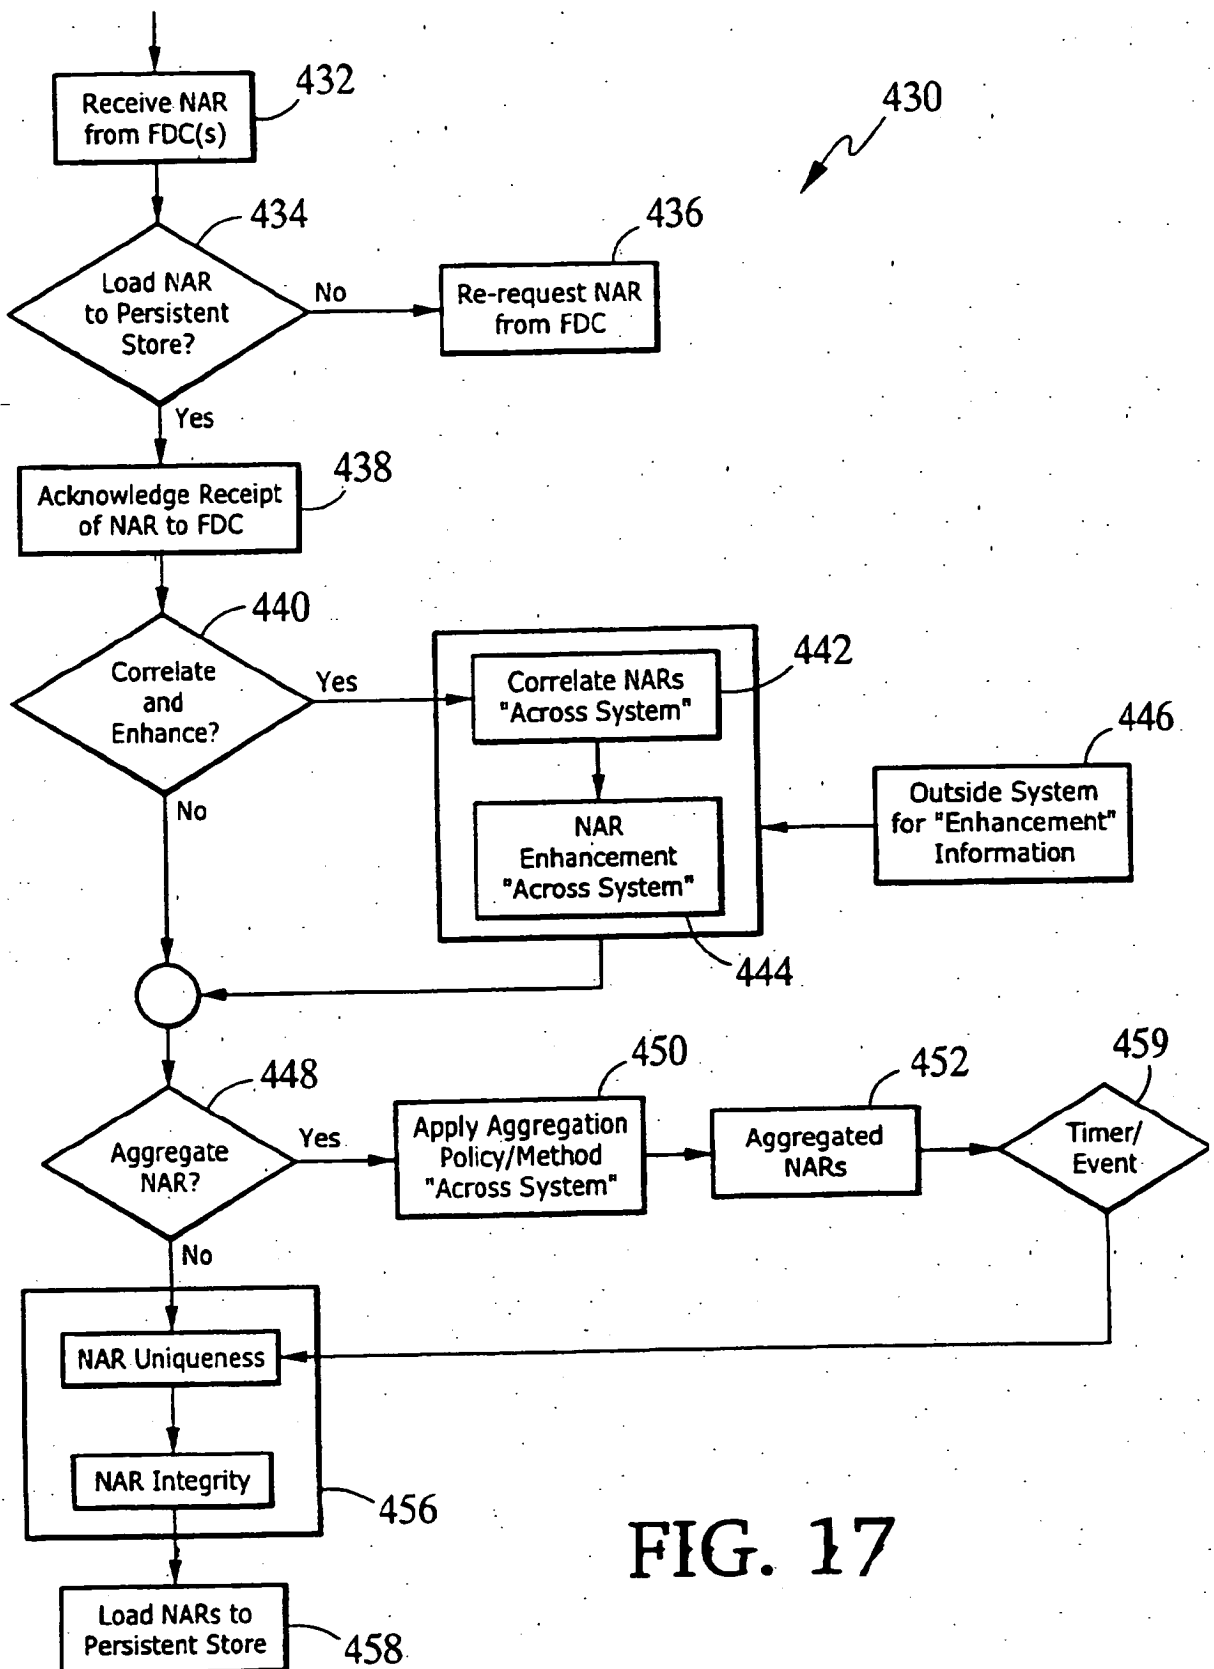 Receive NAR
from FDC(s)
432
430
434
Load NAR
to Persistent
Store?
No
436
Re-request NAR
from FDC
Yes
438
Acknowledge Receipt
of NAR to FDC
440
Correlate
and
Enhance?
Yes
442
Correlate NARs
"Across System"
446
Outside System
for "Enhancement"
Information
NAR
Enhancement
"Across System"
444
No
448
Aggregate
NAR?
Yes
450
Apply Aggregation
Policy/Method
"Across System"
452
Aggregated
NARs
459
Timer/
Event
No
NAR Uniqueness
NAR Integrity
456
Load NARs to
Persistent Store
458
FIG. 17